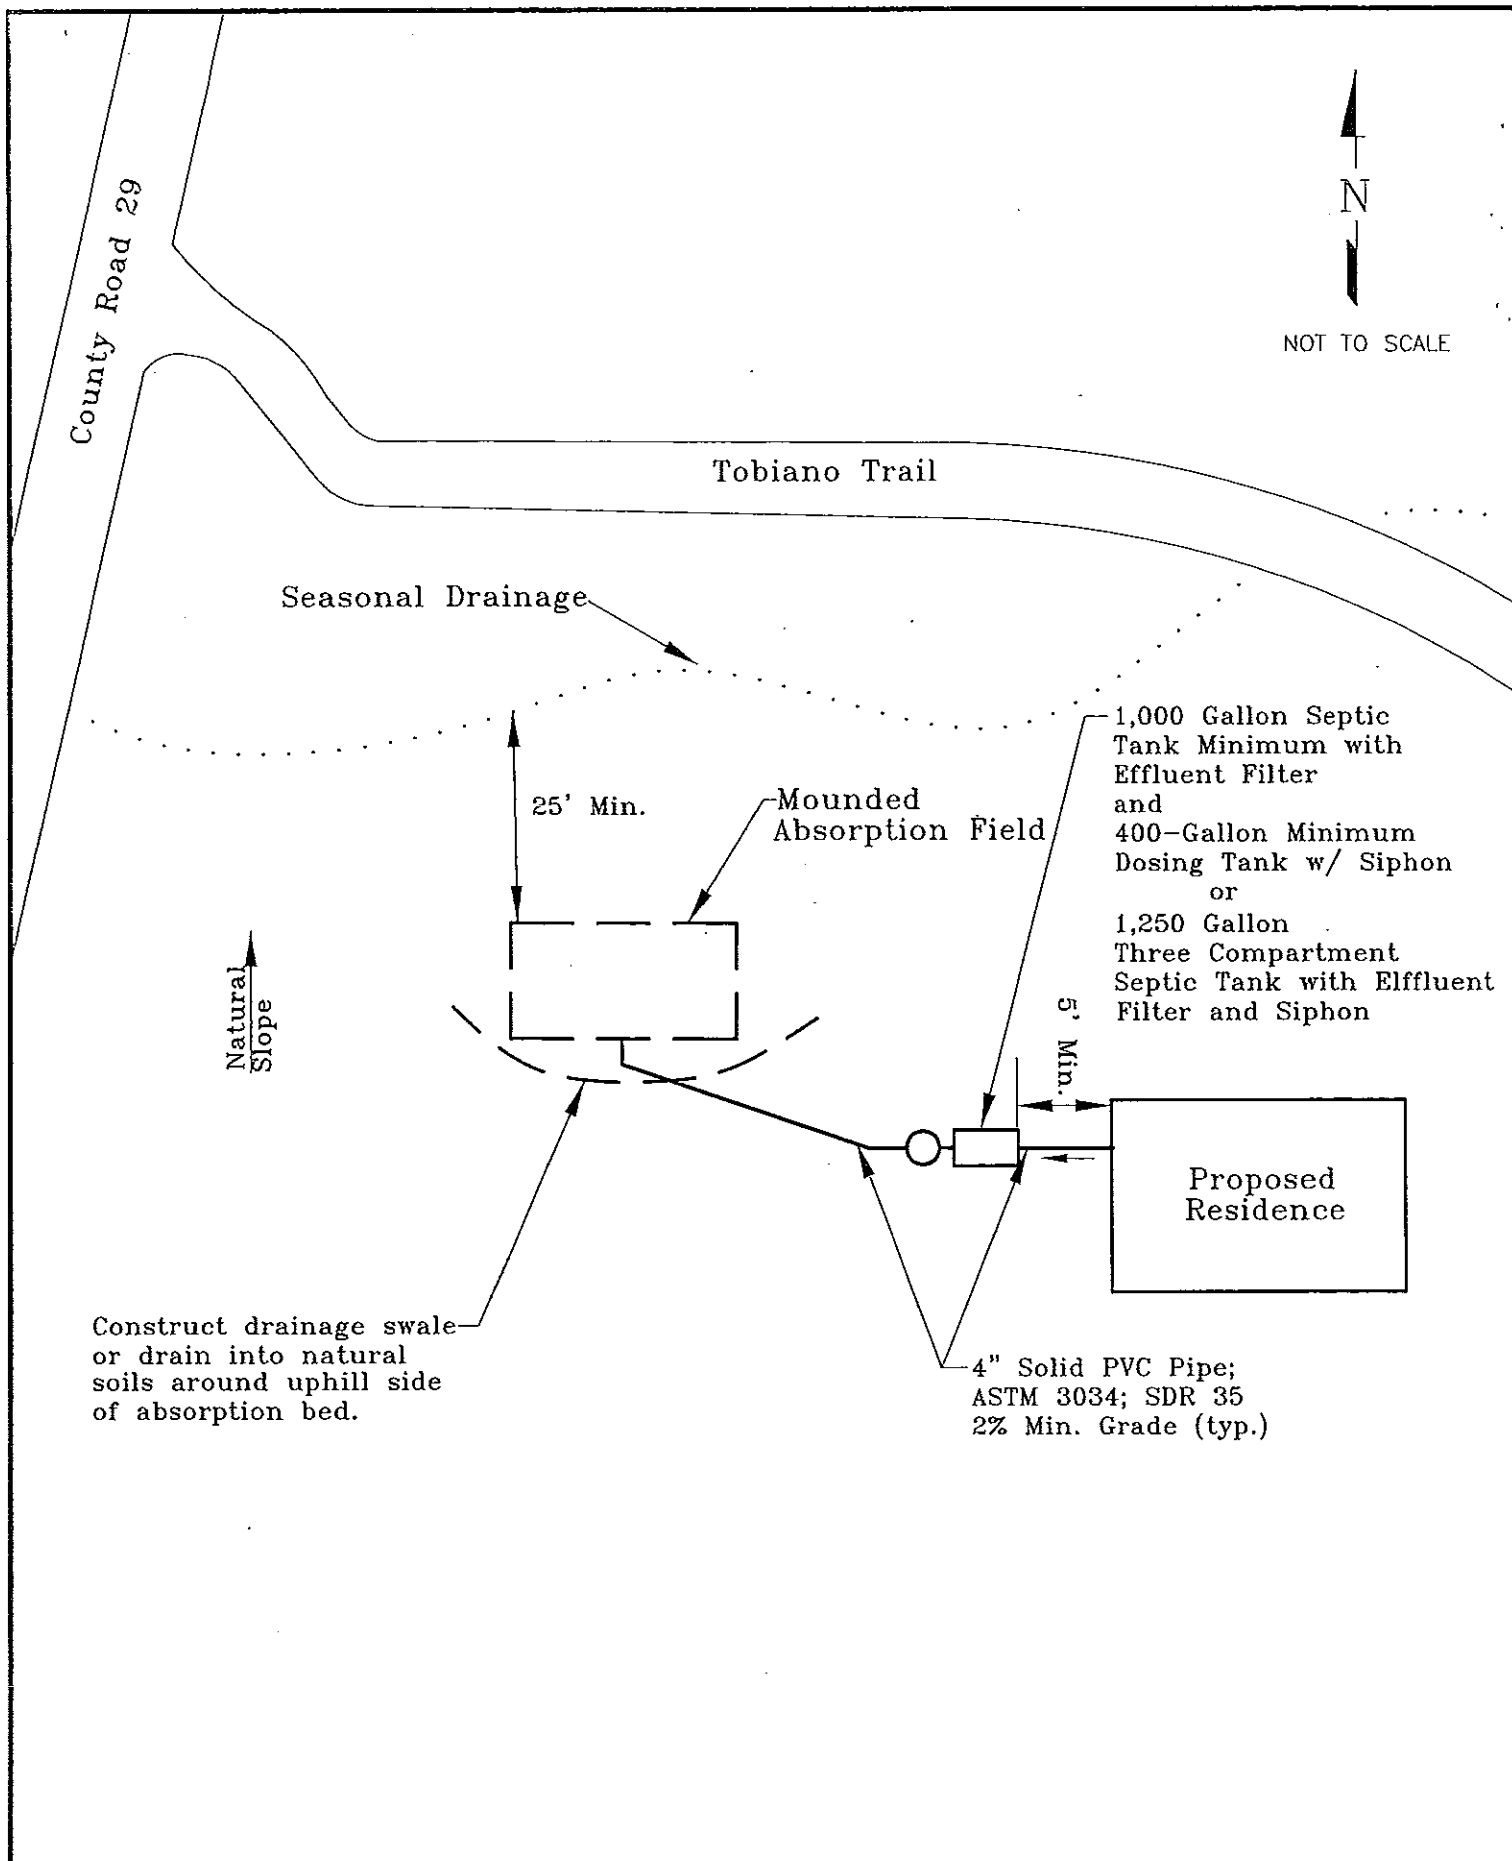 County Road 29
N
NOT TO SCALE
Tobiano Trail
Seasonal Drainage
25' Min.
Mounded
Absorption Field
1,000 Gallon Septic
Tank Minimum with
Effluent Filter
and
400-Gallon Minimum
Dosing Tank w/ Siphon
or
1,250 Gallon
Three Compartment
Septic Tank with Elffluent
Filter and Siphon
Natural
Slope
5' Min.
Proposed
Residence
Construct drainage swale
or drain into natural
soils around uphill side
of absorption bed.
4" Solid PVC Pipe;
ASTM 3034; SDR 35
2% Min. Grade (typ.)